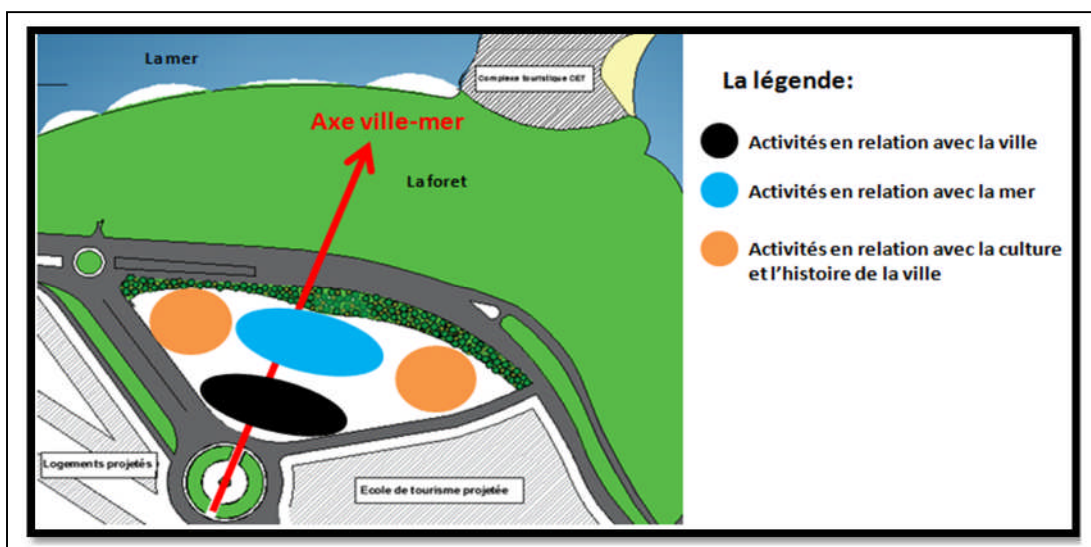 La mer
Complexe touristique CET
Axe ville-mer
La foret
Logements projetés
Ecole de tourisme projetée
La légende:
Activités en relation avec la ville
Activités en relation avec la mer
Activités en relation avec la culture
et l'histoire de la ville